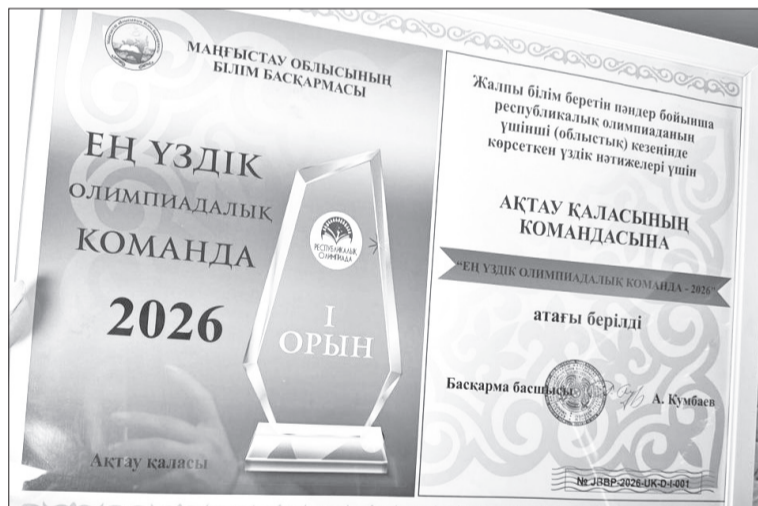 МАҢҒЫСТАУ ОБЛЫСЫНЫҢ
БІЛІМ БАСҚАРМАСЫ
ЕҢ ҮЗДІК
ОЛИМПИАДАЛЫҚ
КОМАНДА
2026
РЕСПУБЛИКАЛЫҚ
ОЛИМПИАДА
I
ОРЫН
Ақтау қаласы
Жалпы білім беретін пәндер бойынша
республикалық олимпиаданың
үшінші (облыстық) кезеңінде
көрсеткен үздік нәтижелері үшін
АҚТАУ ҚАЛАСЫНЫҢ
КОМАНДАСЫНА
"ЕҢ ҮЗДІК ОЛИМПИАДАЛЫҚ КОМАНДА - 2026"
атағы берілді
Басқарма басшысы А. Кумбаев
№ JBBP-2026-UK-D-I-001